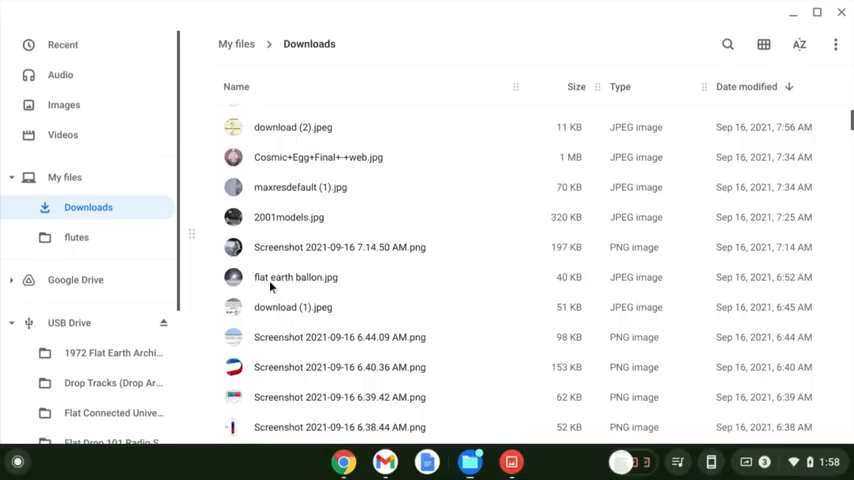 Recent
Audio
Images
Videos
My files
Downloads
flutes
Google Drive
USB Drive
1972 Flat Earth Archi...
Drop Tracks (Drop Ar...
Flat Connected Unive...
Flat Drop 101 Radio S...
My files > Downloads
Name Size Type Date modified
download (2).jpeg 11 KB JPEG image Sep 16, 2021, 7:56 AM
Cosmic+Egg+Final+-+web.jpg 1 MB JPEG image Sep 16, 2021, 7:34 AM
maxresdefault (1).jpg 70 KB JPEG image Sep 16, 2021, 7:34 AM
2001models.jpg 320 KB JPEG image Sep 16, 2021, 7:25 AM
Screenshot 2021-09-16 7.14.50 AM.png 197 KB PNG image Sep 16, 2021, 7:14 AM
flat earth ballon.jpg 40 KB JPEG image Sep 16, 2021, 6:52 AM
download (1).jpeg 51 KB JPEG image Sep 16, 2021, 6:45 AM
Screenshot 2021-09-16 6.44.09 AM.png 98 KB PNG image Sep 16, 2021, 6:44 AM
Screenshot 2021-09-16 6.40.36 AM.png 153 KB PNG image Sep 16, 2021, 6:40 AM
Screenshot 2021-09-16 6.39.42 AM.png 62 KB PNG image Sep 16, 2021, 6:39 AM
Screenshot 2021-09-16 6.38.44 AM.png 52 KB PNG image Sep 16, 2021, 6:38 AM
AZ
3 1:58